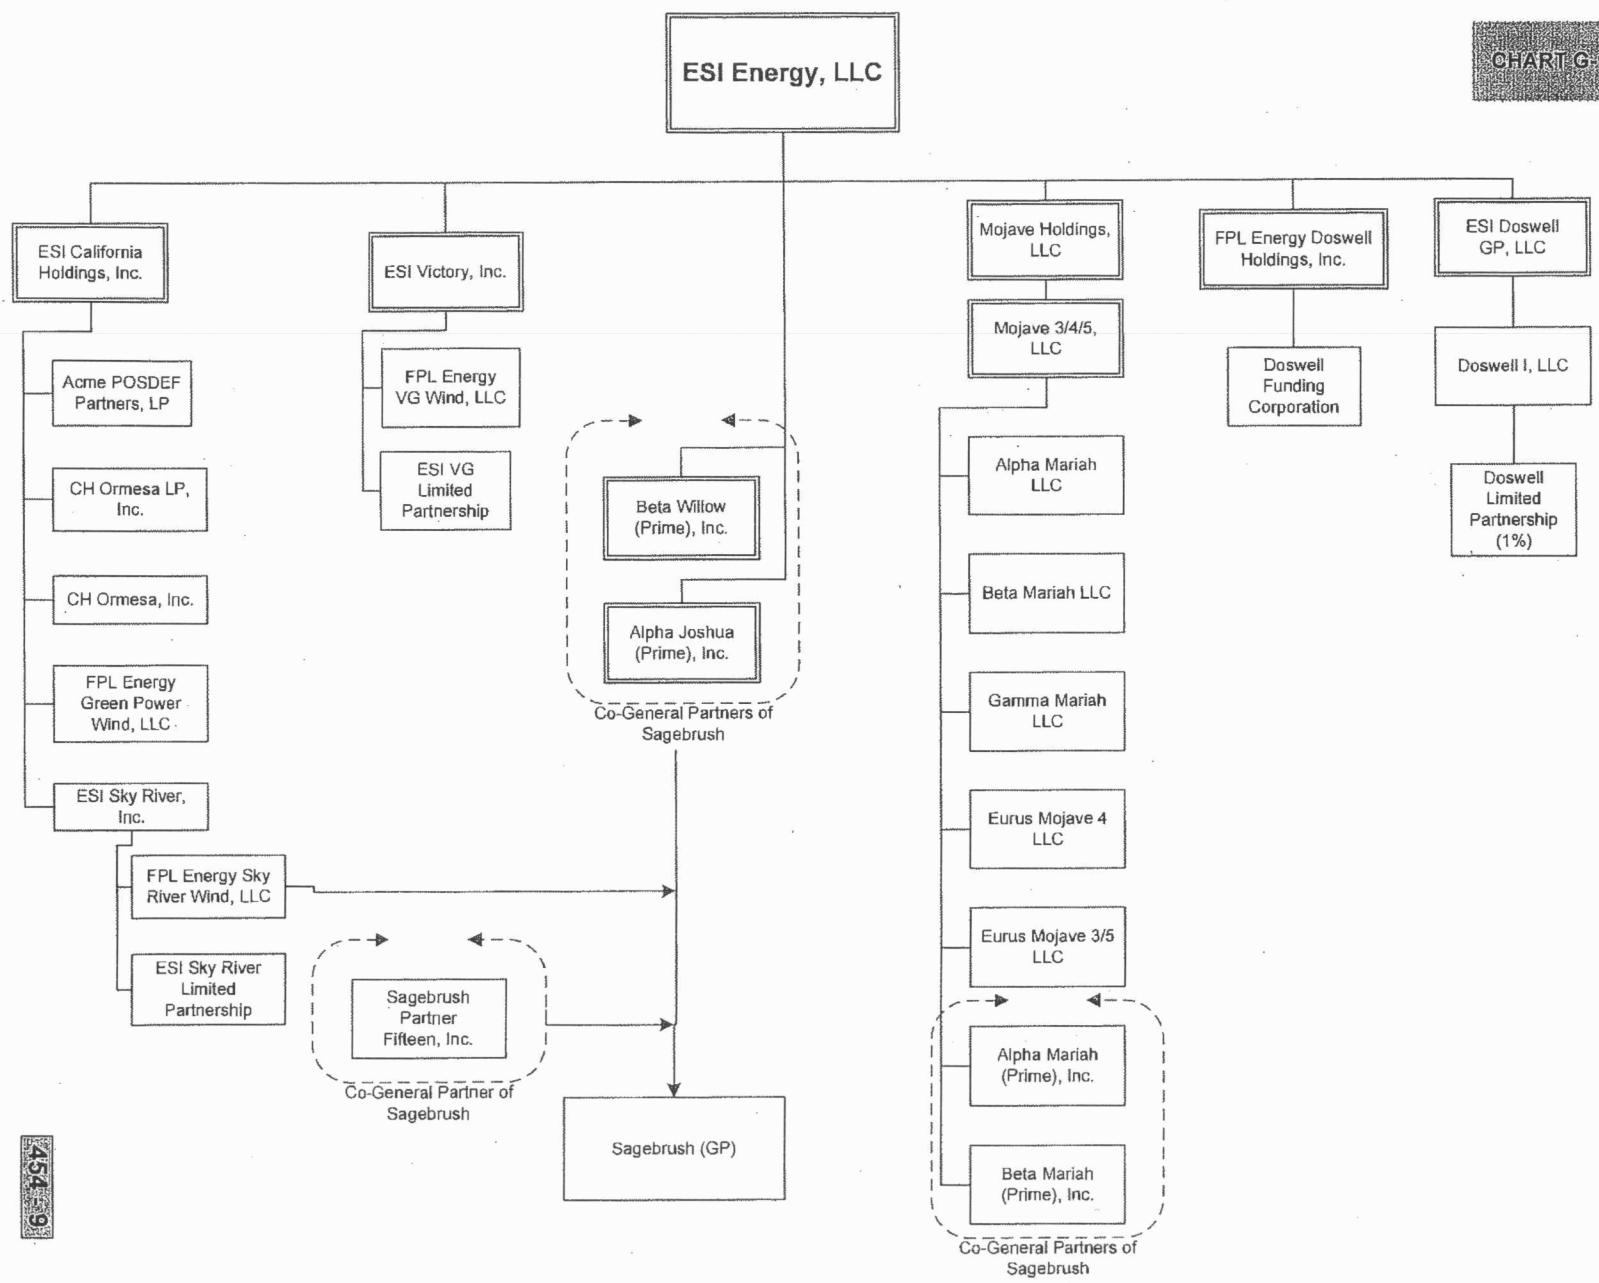 ESI Energy, LLC
CHART G-
ESI California
Holdings, Inc.
ESI Victory, Inc.
Mojave Holdings,
LLC
FPL Energy Doswell
Holdings, Inc.
ESI Doswell
GP, LLC
Mojave 3/4/5,
LLC
Acme POSDEF
Partners, LP
FPL Energy
VG Wind, LLC
Doswell
Funding
Corporation
Doswell I, LLC
CH Ormesa LP,
Inc.
ESI VG
Limited
Partnership
Beta Willow
(Prime), Inc.
Alpha Mariah
LLC
Doswell
Limited
Partnership
(1%)
CH Ormesa, Inc.
Alpha Joshua
(Prime), Inc.
Beta Mariah LLC
FPL Energy
Green Power
Wind, LLC
Co-General Partners of
Sagebrush
Gamma Mariah
LLC
ESI Sky River,
Inc.
Eurus Mojave 4
LLC
FPL Energy Sky
River Wind, LLC
Eurus Mojave 3/5
LLC
ESI Sky River
Limited
Partnership
Sagebrush
Partner
Fifteen, Inc.
Co-General Partner of
Sagebrush
Alpha Mariah
(Prime), Inc.
Sagebrush (GP)
Beta Mariah
(Prime), Inc.
Co-General Partners of
Sagebrush
454 - 9